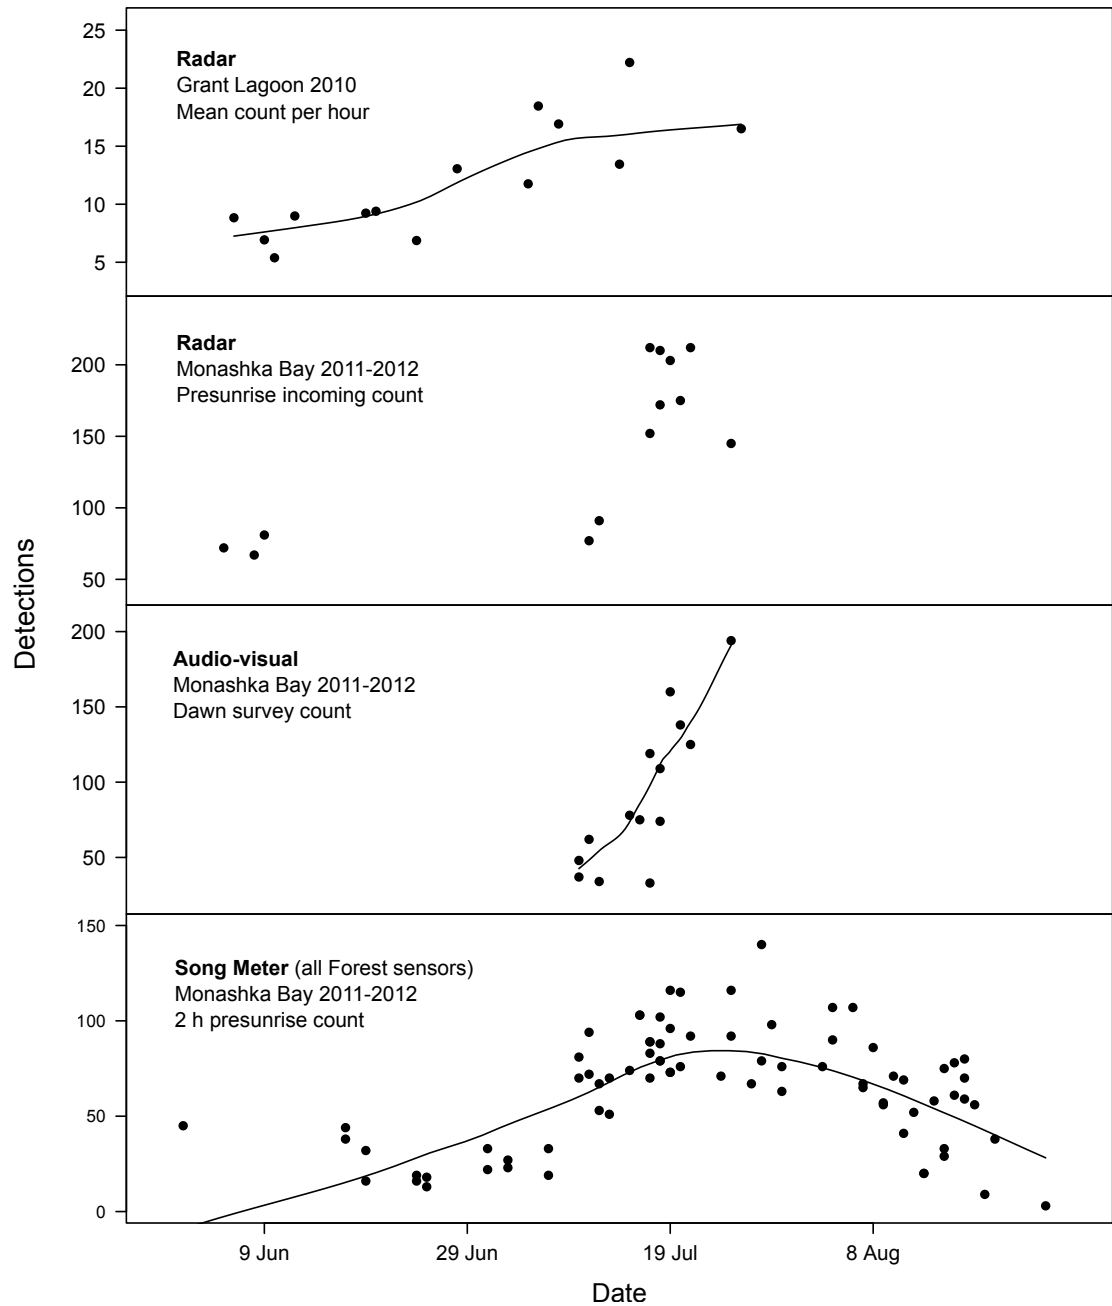 Detections
25
20
15
10
5
Radar
Grant Lagoon 2010
Mean count per hour
200
150
100
50
Radar
Monashka Bay 2011-2012
Presunrise incoming count
200
150
100
50
Audio-visual
Monashka Bay 2011-2012
Dawn survey count
150
100
50
0
Song Meter (all Forest sensors)
Monashka Bay 2011-2012
2 h presunrise count
9 Jun
29 Jun
19 Jul
8 Aug
Date